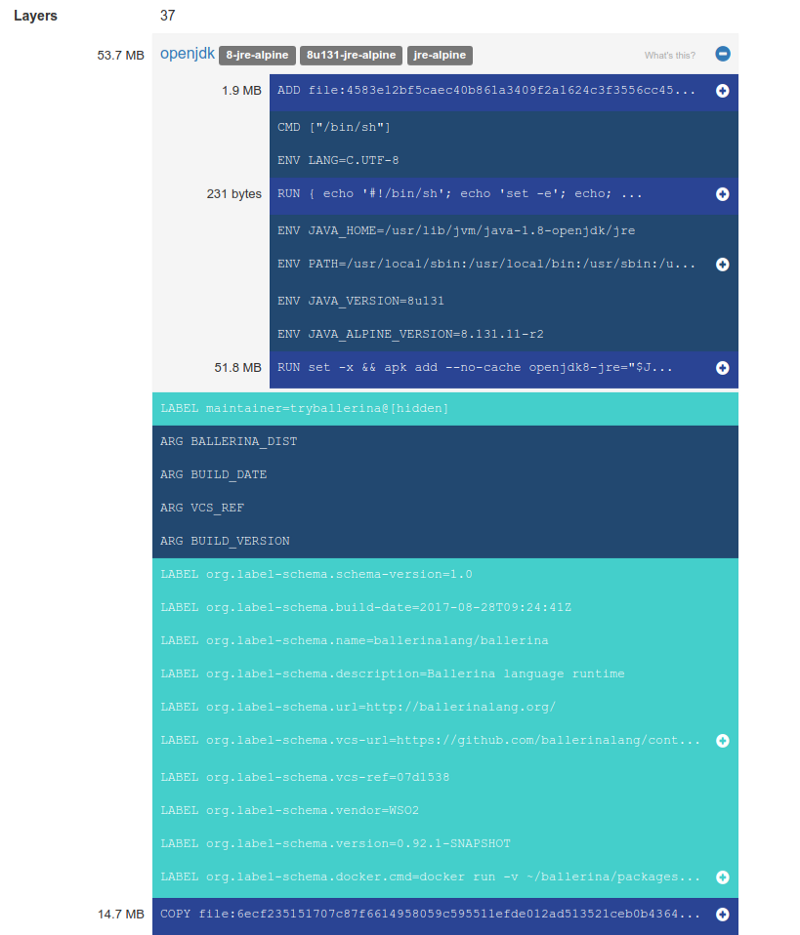 Layers 37
53.7 MB openjdk 8-jre-alpine 8u131-jre-alpine jre-alpine What's this?
1.9 MB ADD file:4583e12bf5caec40b861a3409f2a1624c3f3556cc45...
CMD ["/bin/sh"]
ENV LANG=C.UTF-8
231 bytes RUN { echo '#!/bin/sh'; echo 'set -e'; echo; ...
ENV JAVA_HOME=/usr/lib/jvm/java-1.8-openjdk/jre
ENV PATH=/usr/local/sbin:/usr/local/bin:/usr/sbin:/u...
ENV JAVA_VERSION=8u131
ENV JAVA_ALPINE_VERSION=8.131.11-r2
51.8 MB RUN set -x && apk add --no-cache openjdk8-jre="$J...
LABEL maintainer=tryballerina@[hidden]
ARG BALLERINA_DIST
ARG BUILD_DATE
ARG VCS_REF
ARG BUILD_VERSION
LABEL org.label-schema.schema-version=1.0
LABEL org.label-schema.build-date=2017-08-28T09:24:41Z
LABEL org.label-schema.name=ballerinalang/ballerina
LABEL org.label-schema.description=Ballerina language runtime
LABEL org.label-schema.url=http://ballerinalang.org/
LABEL org.label-schema.vcs-url=https://github.com/ballerinalang/cont...
LABEL org.label-schema.vcs-ref=07d1538
LABEL org.label-schema.vendor=WSO2
LABEL org.label-schema.version=0.92.1-SNAPSHOT
LABEL org.label-schema.docker.cmd=docker run -v ~/ballerina/packages...
14.7 MB COPY file:6ecf235151707c87f6614958059c595511efde012ad513521ceb0b4364...